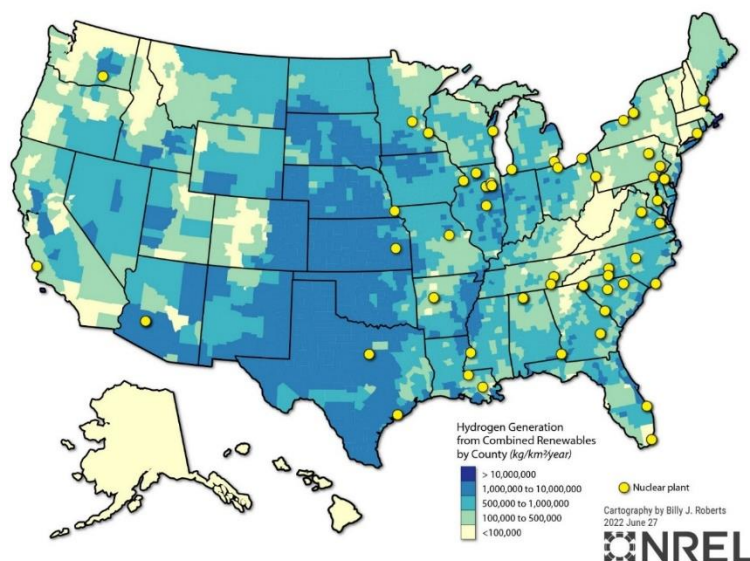 Hydrogen Generation
from Combined Renewables
by County (kg/km²/year)
> 10,000,000
1,000,000 to 10,000,000
500,000 to 1,000,000
100,000 to 500,000
<100,000
Nuclear plant
Cartography by Billy J. Roberts
2022 June 27
NREL